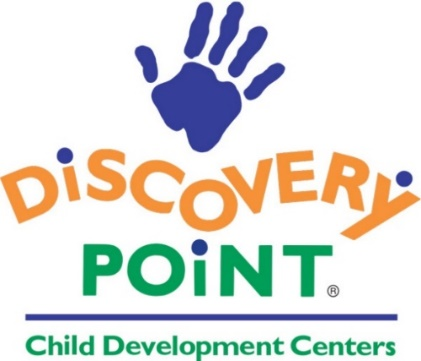 DiSCOVERy
POiNT®
Child Development Centers